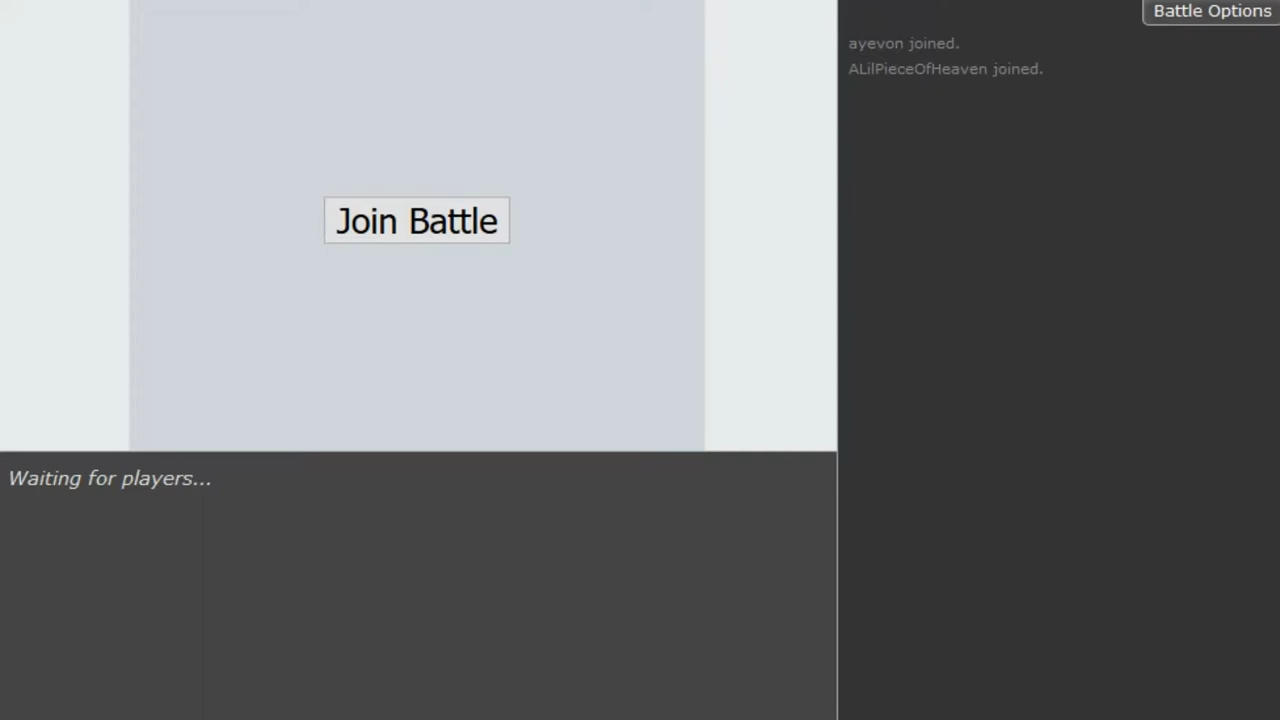 Battle Options
ayevon joined.
ALilPieceOfHeaven joined.
Join Battle
Waiting for players...